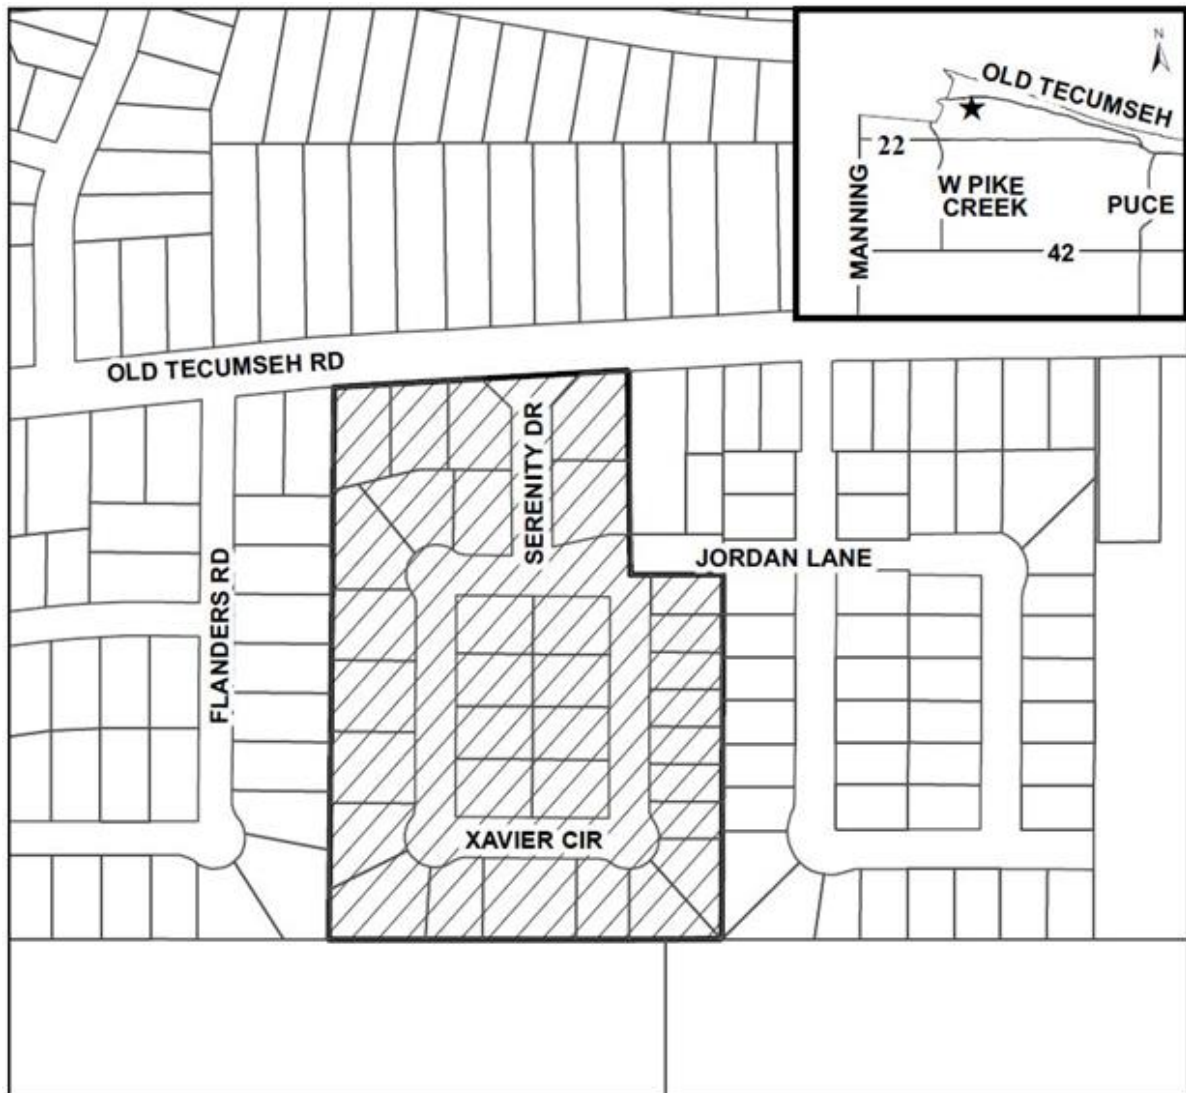 N
OLD TECUMSEH
22
MANNING
W PIKE
CREEK
PUCE
42
OLD TECUMSEH RD
SERENITY DR
FLANDERS RD
JORDAN LANE
XAVIER CIR